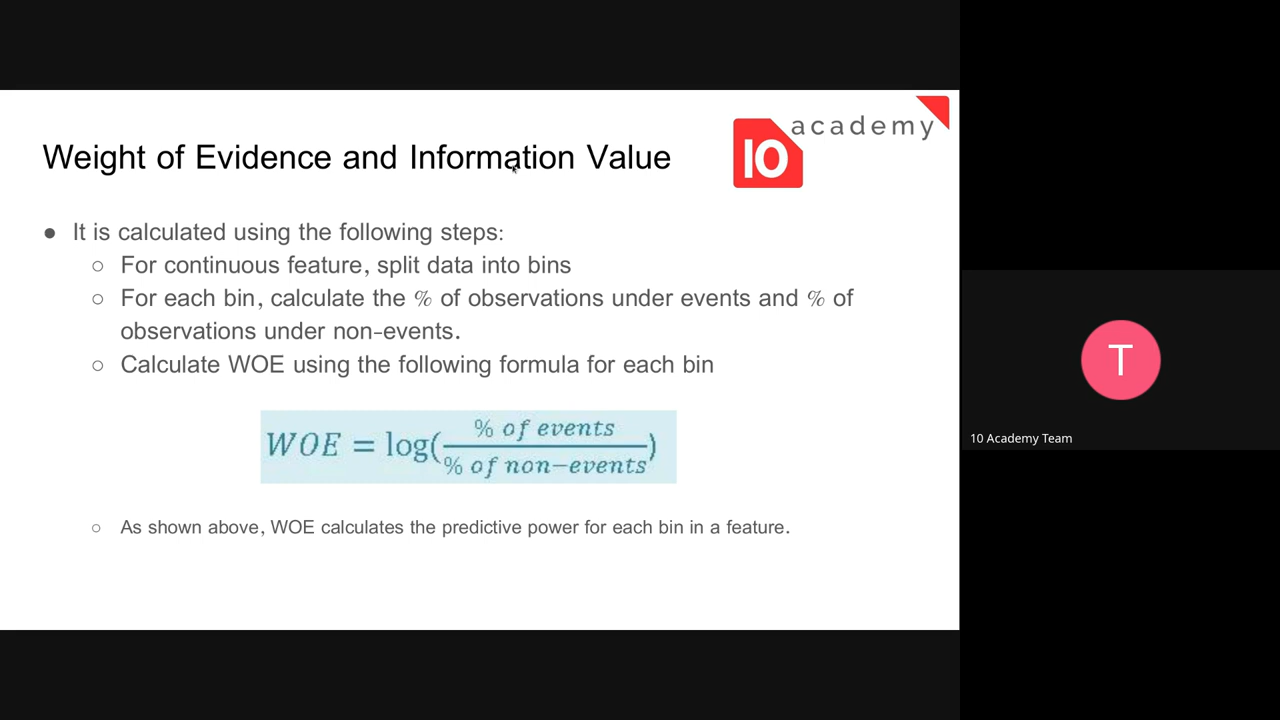 10 academy
Weight of Evidence and Information Value
● It is calculated using the following steps:
○ For continuous feature, split data into bins
○ For each bin, calculate the % of observations under events and % of
observations under non-events.
○ Calculate WOE using the following formula for each bin
WOE = log(% of events / % of non-events)
○ As shown above, WOE calculates the predictive power for each bin in a feature.
T
10 Academy Team